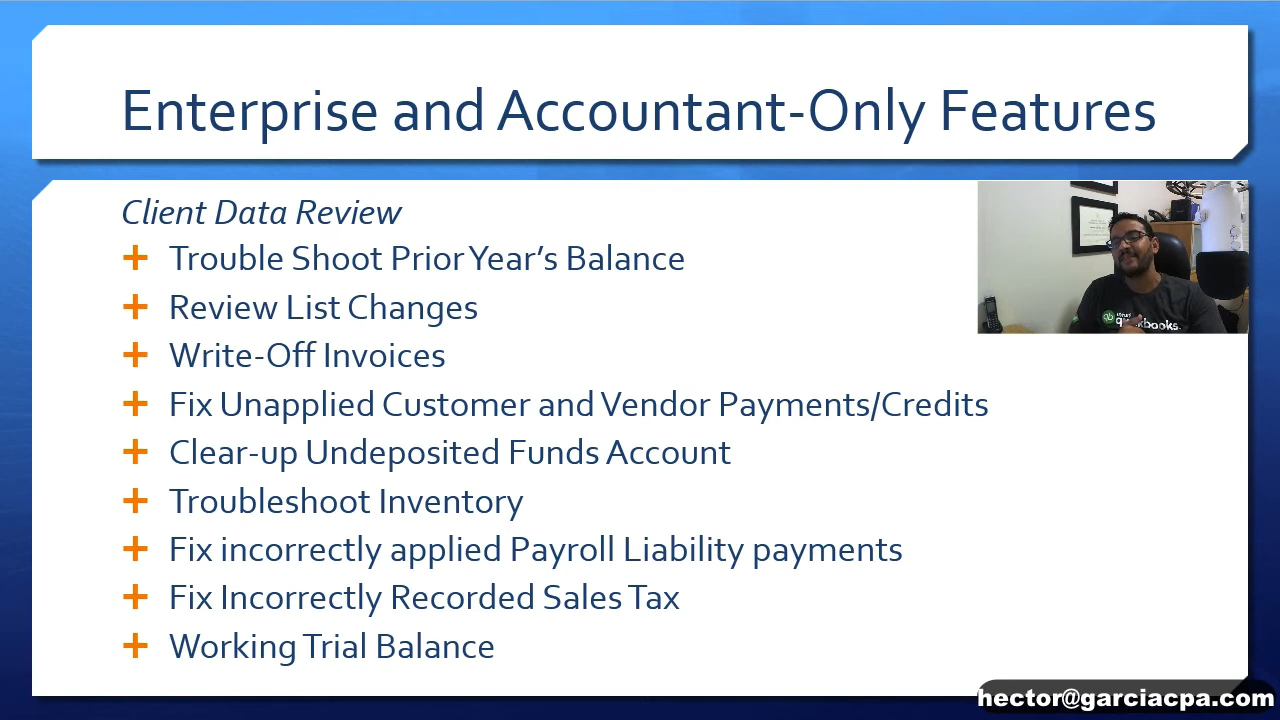 Enterprise and Accountant-Only Features
Client Data Review
Trouble Shoot Prior Year’s Balance
Review List Changes
Write-Off Invoices
Fix Unapplied Customer and Vendor Payments/Credits
Clear-up Undeposited Funds Account
Troubleshoot Inventory
Fix incorrectly applied Payroll Liability payments
Fix Incorrectly Recorded Sales Tax
Working Trial Balance
quickbooks.
hector@garciacpa.com